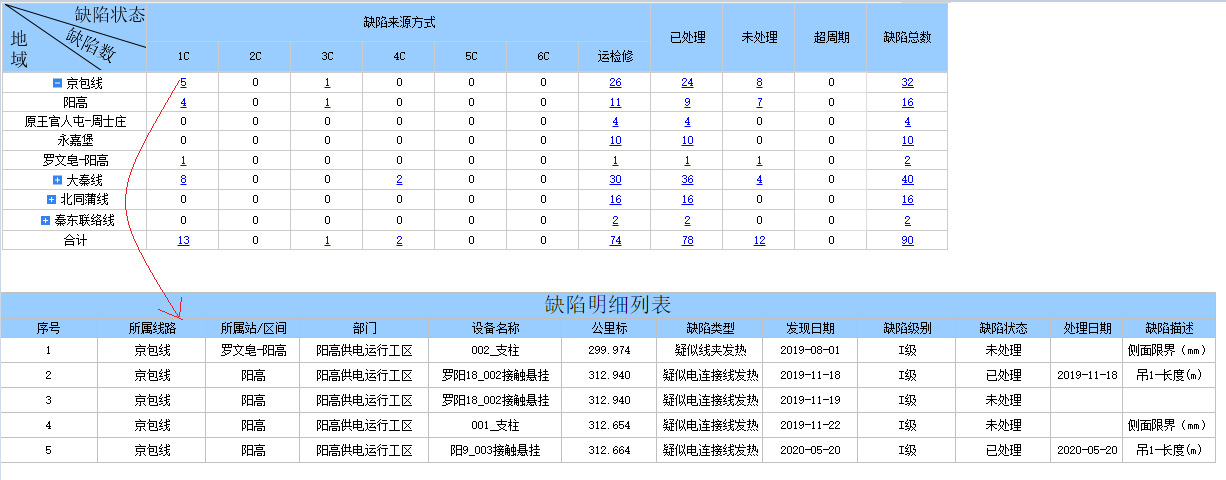 缺陷状态
缺陷数
地域
缺陷来源方式 已处理 未处理 超周期 缺陷总数
1C 2C 3C 4C 5C 6C 运检修
京包线 5 0 1 0 0 0 26 24 8 0 32
阳高 4 0 1 0 0 0 11 9 7 0 16
原王官人屯-周士庄 0 0 0 0 0 0 4 4 0 0 4
永嘉堡 0 0 0 0 0 0 10 10 0 0 10
罗文皂-阳高 1 0 0 0 0 0 1 1 1 0 2
大秦线 8 0 0 2 0 0 30 36 4 0 40
北同蒲线 0 0 0 0 0 0 16 16 0 0 16
秦东联络线 0 0 0 0 0 0 2 2 0 0 2
合计 13 0 1 2 0 0 74 78 12 0 90
缺陷明细列表
序号 所属线路 所属站/区间 部门 设备名称 公里标 缺陷类型 发现日期 缺陷级别 缺陷状态 处理日期 缺陷描述
1 京包线 罗文皂-阳高 阳高供电运行工区 002_支柱 299.974 疑似线夹发热 2019-08-01 I级 未处理 侧面限界（mm）
2 京包线 阳高 阳高供电运行工区 罗阳18_002接触悬挂 312.940 疑似电连接线发热 2019-11-18 I级 已处理 2019-11-18 吊1-长度(m)
3 京包线 阳高 阳高供电运行工区 罗阳18_002接触悬挂 312.940 疑似电连接线发热 2019-11-19 I级 未处理
4 京包线 阳高 阳高供电运行工区 001_支柱 312.654 疑似电连接线发热 2019-11-22 I级 未处理 侧面限界（mm）
5 京包线 阳高 阳高供电运行工区 阳9_003接触悬挂 312.664 疑似电连接线发热 2020-05-20 I级 已处理 2020-05-20 吊1-长度(m)